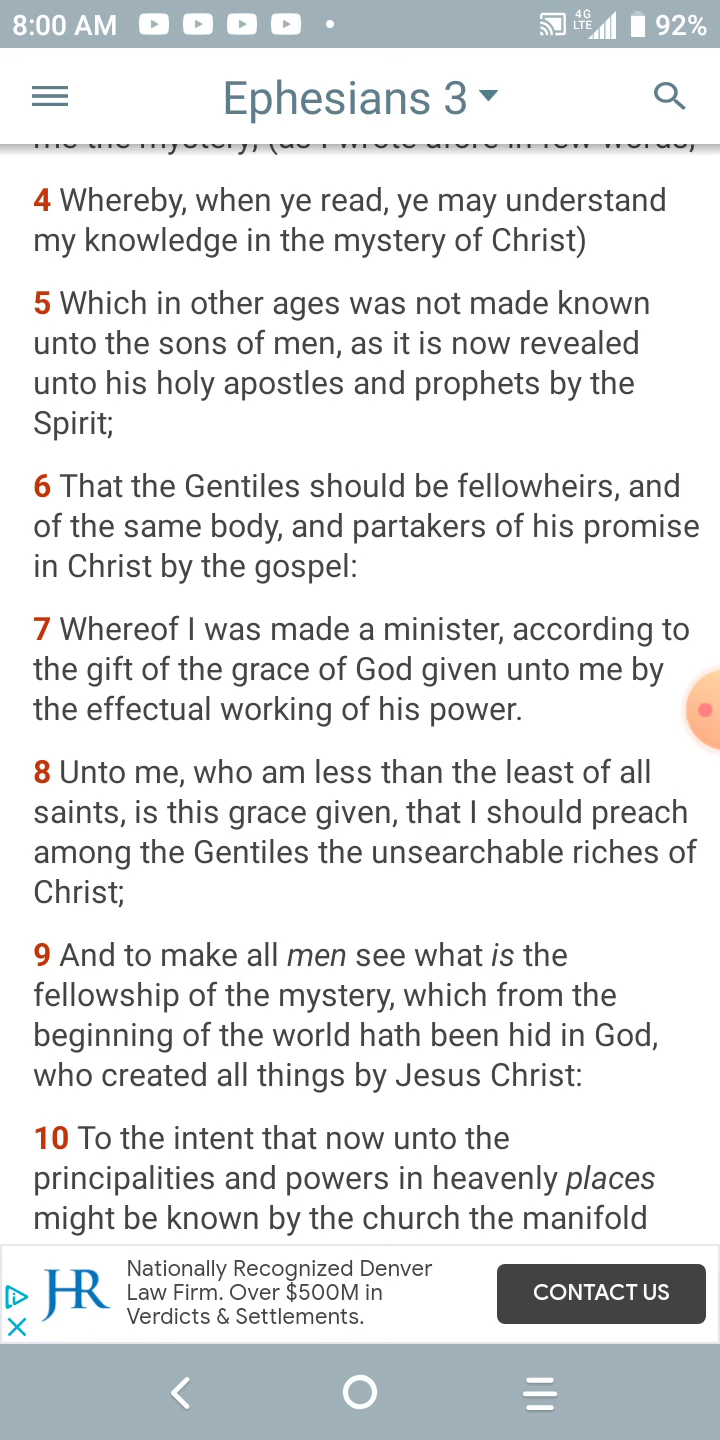 8:00 AM
4G
LTE
92%
Ephesians 3
me the mystery, (as I wrote afore in few words,
4 Whereby, when ye read, ye may understand
my knowledge in the mystery of Christ)
5 Which in other ages was not made known
unto the sons of men, as it is now revealed
unto his holy apostles and prophets by the
Spirit;
6 That the Gentiles should be fellowheirs, and
of the same body, and partakers of his promise
in Christ by the gospel:
7 Whereof I was made a minister, according to
the gift of the grace of God given unto me by
the effectual working of his power.
8 Unto me, who am less than the least of all
saints, is this grace given, that I should preach
among the Gentiles the unsearchable riches of
Christ;
9 And to make all men see what is the
fellowship of the mystery, which from the
beginning of the world hath been hid in God,
who created all things by Jesus Christ:
10 To the intent that now unto the
principalities and powers in heavenly places
might be known by the church the manifold
HR
Nationally Recognized Denver
Law Firm. Over $500M in
Verdicts & Settlements.
CONTACT US